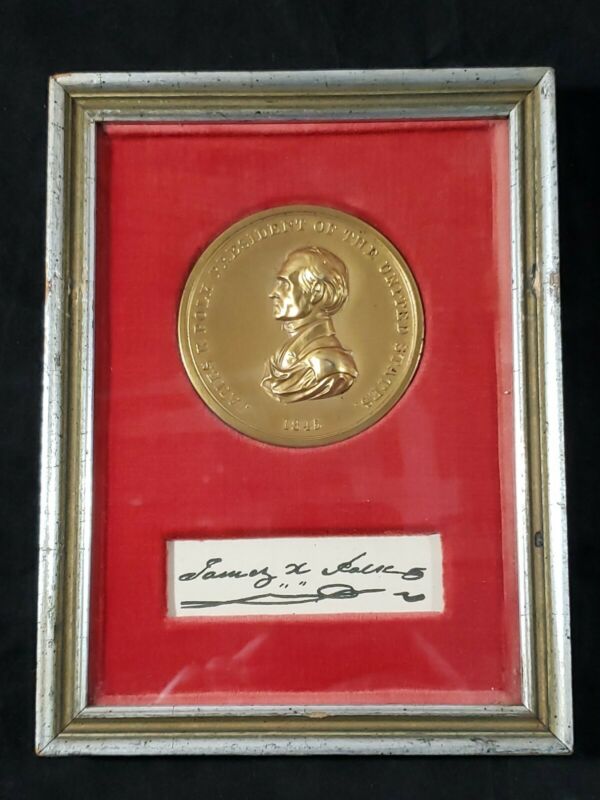 JAMES K. POLK PRESIDENT OF THE UNITED STATES.
1845
James K Polk